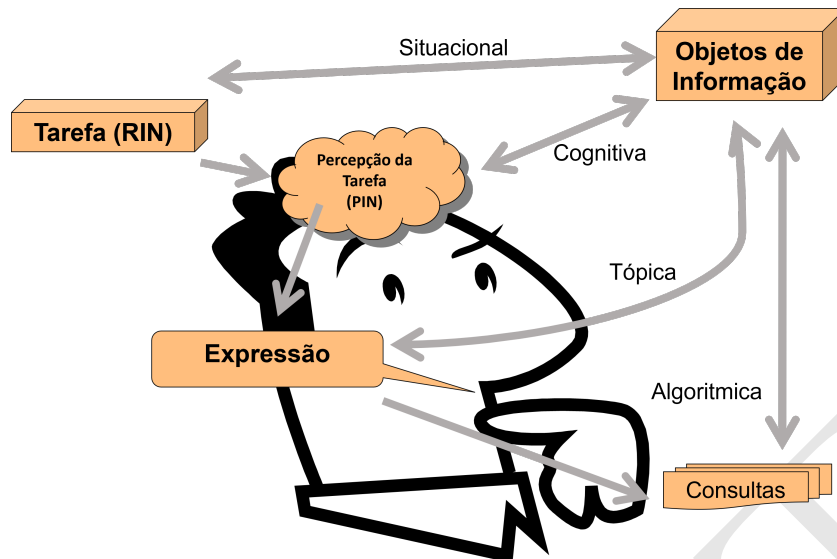 Situacional
Objetos de
Informação
Tarefa (RIN)
Percepção da
Tarefa
(PIN)
Cognitiva
Tópica
Expressão
Algoritmica
Consultas